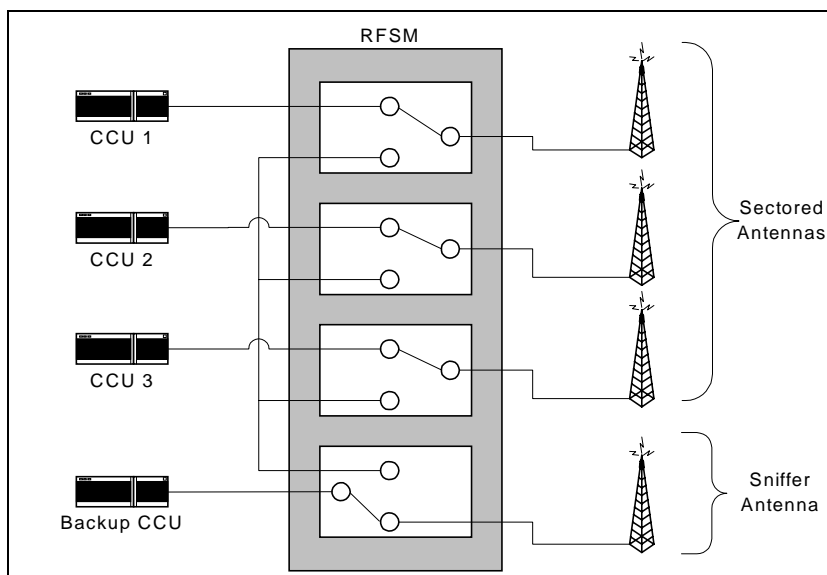 RFSM
CCU 1
CCU 2
CCU 3
Backup CCU
Sectored
Antennas
Sniffer
Antenna